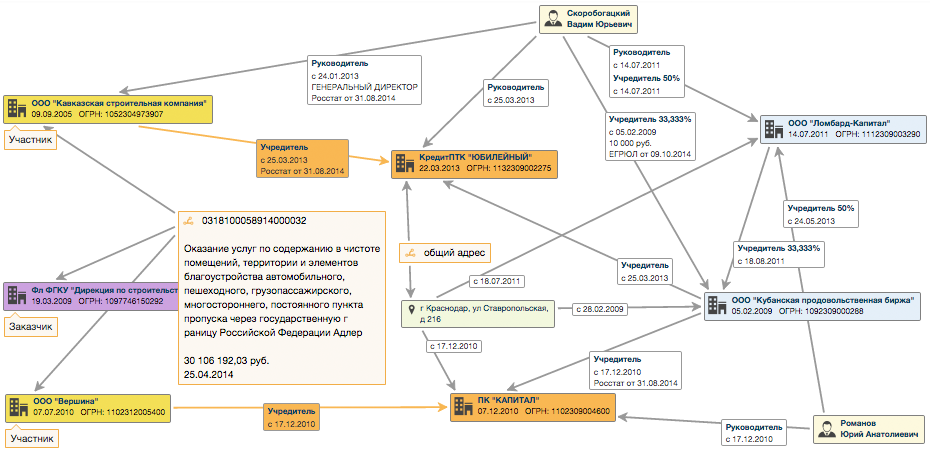 Скоробогацкий
Вадим Юрьевич
Руководитель
с 24.01.2013
ГЕНЕРАЛЬНЫЙ ДИРЕКТОР
Росстат от 31.08.2014
Руководитель
с 14.07.2011
Учредитель 50%
с 14.07.2011
Руководитель
с 25.03.2013
ООО "Кавказская строительная компания"
09.09.2005 ОГРН: 1052304973907
Участник
Учредитель 33,333%
с 05.02.2009
10 000 руб.
ЕГРЮЛ от 09.10.2014
ООО "Ломбард-Капитал"
14.07.2011 ОГРН: 1112309003290
Учредитель
с 25.03.2013
Росстат от 31.08.2014
КредитПТК "ЮБИЛЕЙНЫЙ"
22.03.2013 ОГРН: 1132309002275
Учредитель 50%
с 24.05.2013
0318100058914000032
Оказание услуг по содержанию в чистоте
помещений, территории и элементов
благоустройства автомобильного,
пешеходного, грузопассажирского,
многостороннего, постоянного пункта
пропуска через государственную г
раницу Российской Федерации Адлер
30 106 192,03 руб.
25.04.2014
общий адрес
Учредитель 33,333%
с 18.08.2011
Учредитель
с 25.03.2013
с 18.07.2011
Фл ФГКУ "Дирекция по строительст
19.03.2009 ОГРН: 1097746150292
Заказчик
г Краснодар, ул Ставропольская,
д 216
с 28.02.2009
ООО "Кубанская продовольственная биржа"
05.02.2009 ОГРН: 1092309000288
с 17.12.2010
Учредитель
с 17.12.2010
Росстат от 31.08.2014
ООО "Вершина"
07.07.2010 ОГРН: 1102312005400
Участник
Учредитель
с 17.12.2010
ПК "КАПИТАЛ"
07.12.2010 ОГРН: 1102309004600
Руководитель
с 17.12.2010
Романов
Юрий Анатолиевич